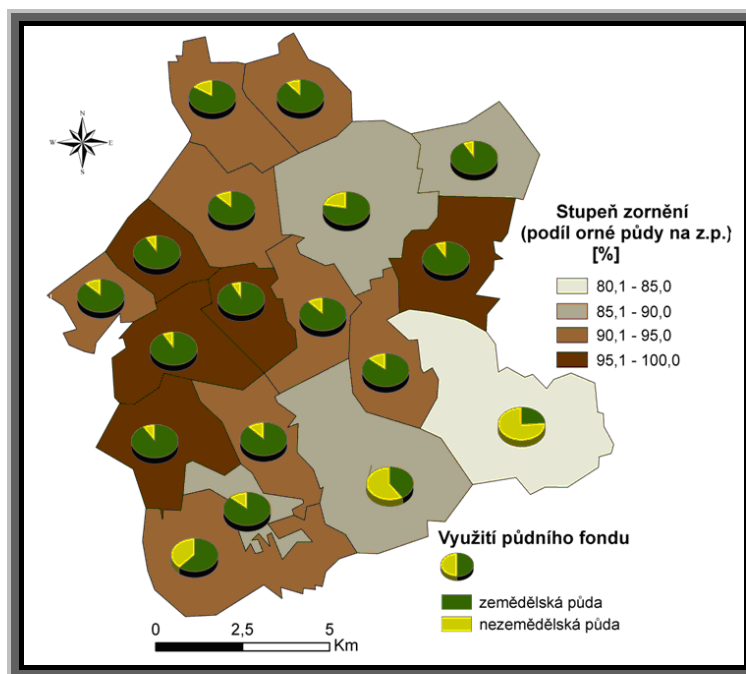 N
W E
S
Stupeň zornění
(podíl orné půdy na z.p.)
[%]
80,1 - 85,0
85,1 - 90,0
90,1 - 95,0
95,1 - 100,0
Využití půdního fondu
zemědělská půda
nezemědělská půda
0 2,5 5
Km